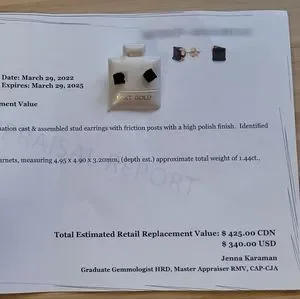 Date: March 29, 2022
Expires: March 29, 2025
KT GOLD
ment Value
nation cast & assembled stud earrings with friction posts with a high polish finish. Identified
arnets, measuring 4.95 x 4.90 x 3.20mm, (depth est.) approximate total weight of 1.44ct..
REPORT
Total Estimated Retail Replacement Value: $ 425.00 CDN
$ 340.00 USD
Jenna Karaman
Graduate Gemmologist HRD, Master Appraiser RMV, CAP-CJA